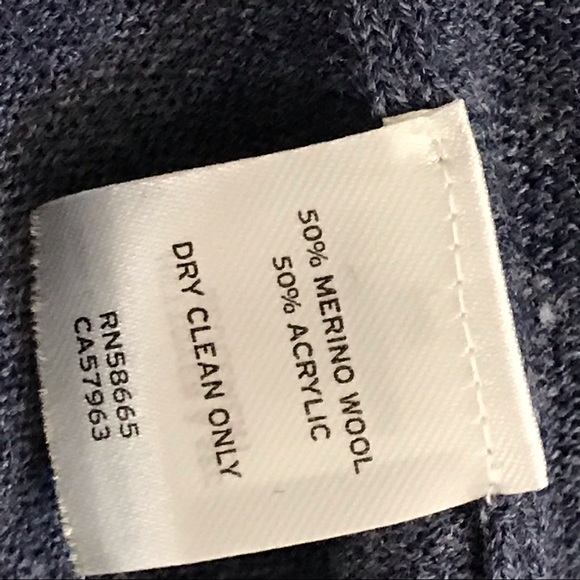 50% MERINO WOOL
50% ACRYLIC
DRY CLEAN ONLY
RN58665
CA57963